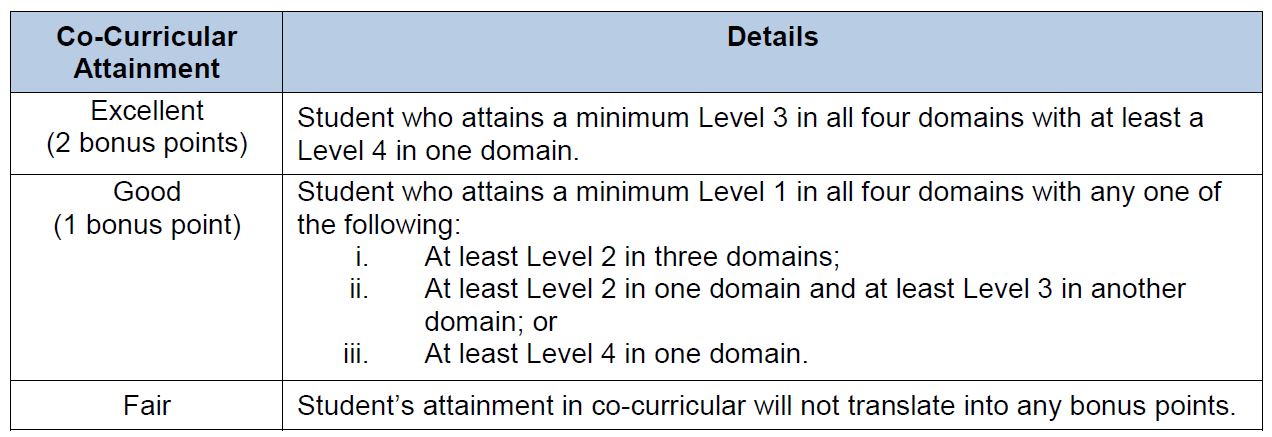 Co-Curricular
Attainment
Details
Excellent
(2 bonus points)
Student who attains a minimum Level 3 in all four domains with at least a
Level 4 in one domain.
Good
(1 bonus point)
Student who attains a minimum Level 1 in all four domains with any one of
the following:
i. At least Level 2 in three domains;
ii. At least Level 2 in one domain and at least Level 3 in another
domain; or
iii. At least Level 4 in one domain.
Fair
Student’s attainment in co-curricular will not translate into any bonus points.